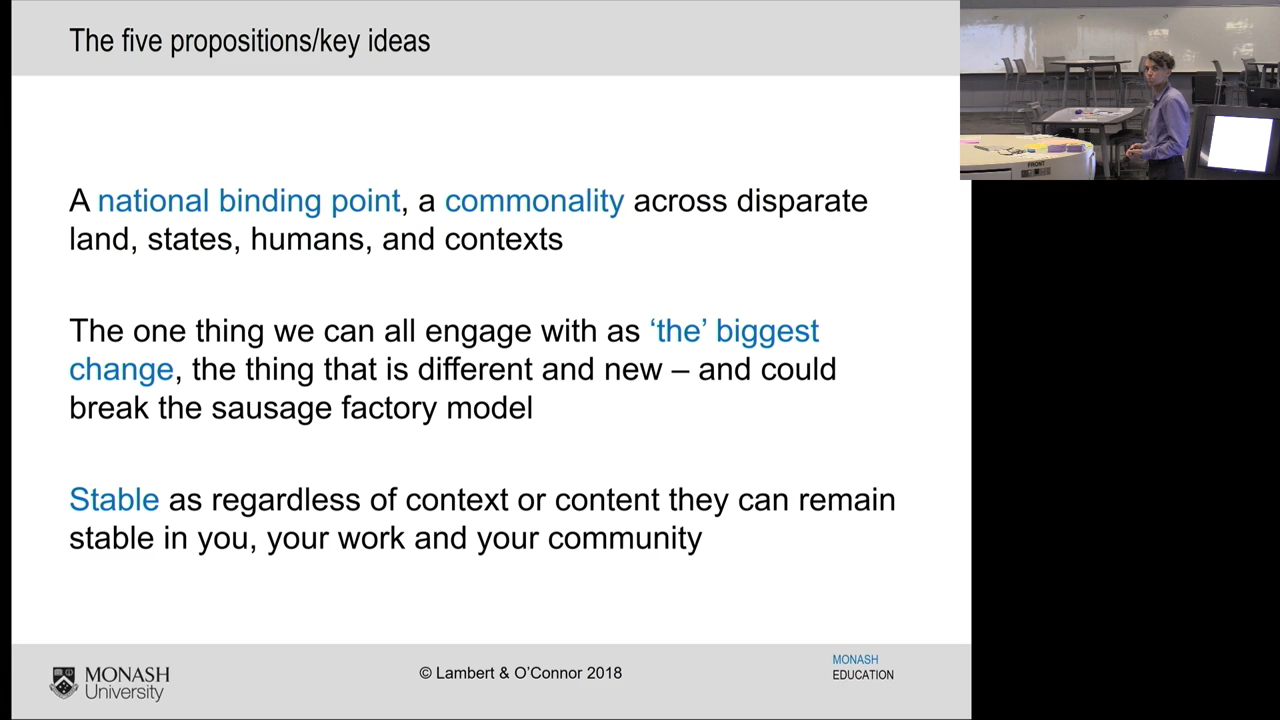 The five propositions/key ideas
A national binding point, a commonality across disparate
land, states, humans, and contexts
The one thing we can all engage with as ‘the’ biggest
change, the thing that is different and new – and could
break the sausage factory model
Stable as regardless of context or content they can remain
stable in you, your work and your community
MONASH
University
© Lambert & O’Connor 2018
MONASH
EDUCATION
FRONT